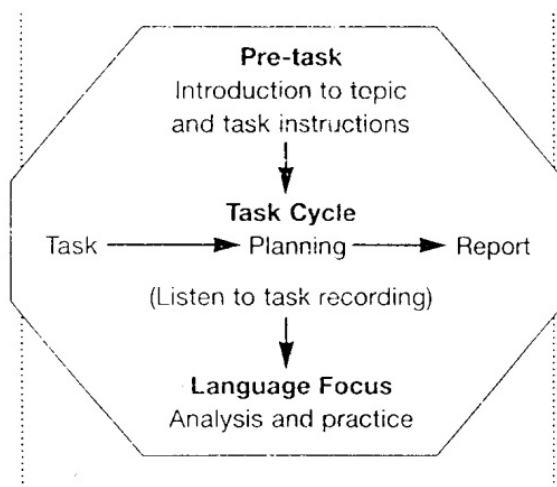 Pre-task
Introduction to topic
and task instructions
Task Cycle
Task Planning Report
(Listen to task recording)
Language Focus
Analysis and practice